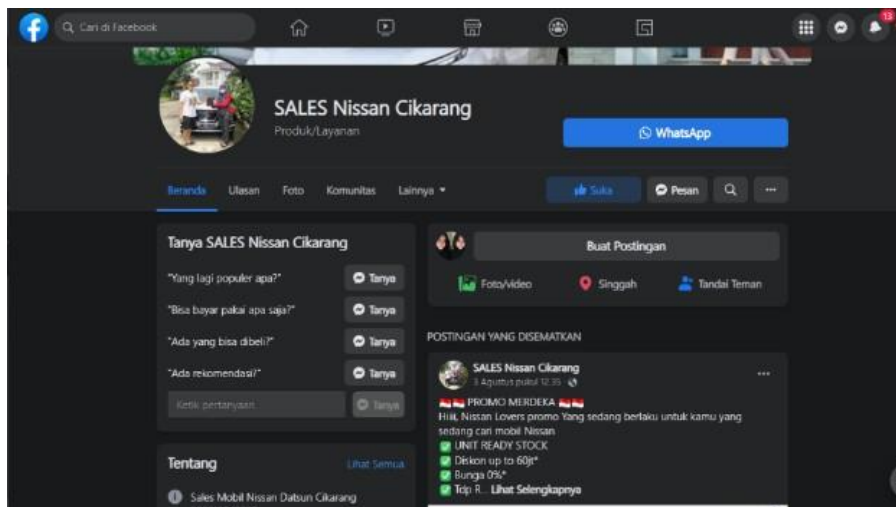 Cari di Facebook
13
SALES Nissan Cikarang
Produk/Layanan
WhatsApp
Beranda Ulasan Foto Komunitas Lainnya
Suka Pesan
Tanya SALES Nissan Cikarang
"Yang lagi populer apa?" Tanya
"Bisa bayar pakai apa saja?" Tanya
"Ada yang bisa dibeli?" Tanya
"Ada rekomendasi?" Tanya
Ketik pertanyaan Tanya
Tentang Lihat Semua
Sales Mobil Nissan Datsun Cikarang
Buat Postingan
Foto/video Singgah Tandai Teman
POSTINGAN YANG DISEMATKAN
SALES Nissan Cikarang
3 Agustus pukul 12.35
PROMO MERDEKA
Hiii, Nissan Lovers promo Yang sedang berlaku untuk kamu yang
sedang cari mobil Nissan
UNIT READY STOCK
Diskon up to 60jt*
Bunga 0%*
Tdp R... Lihat Selengkapnya